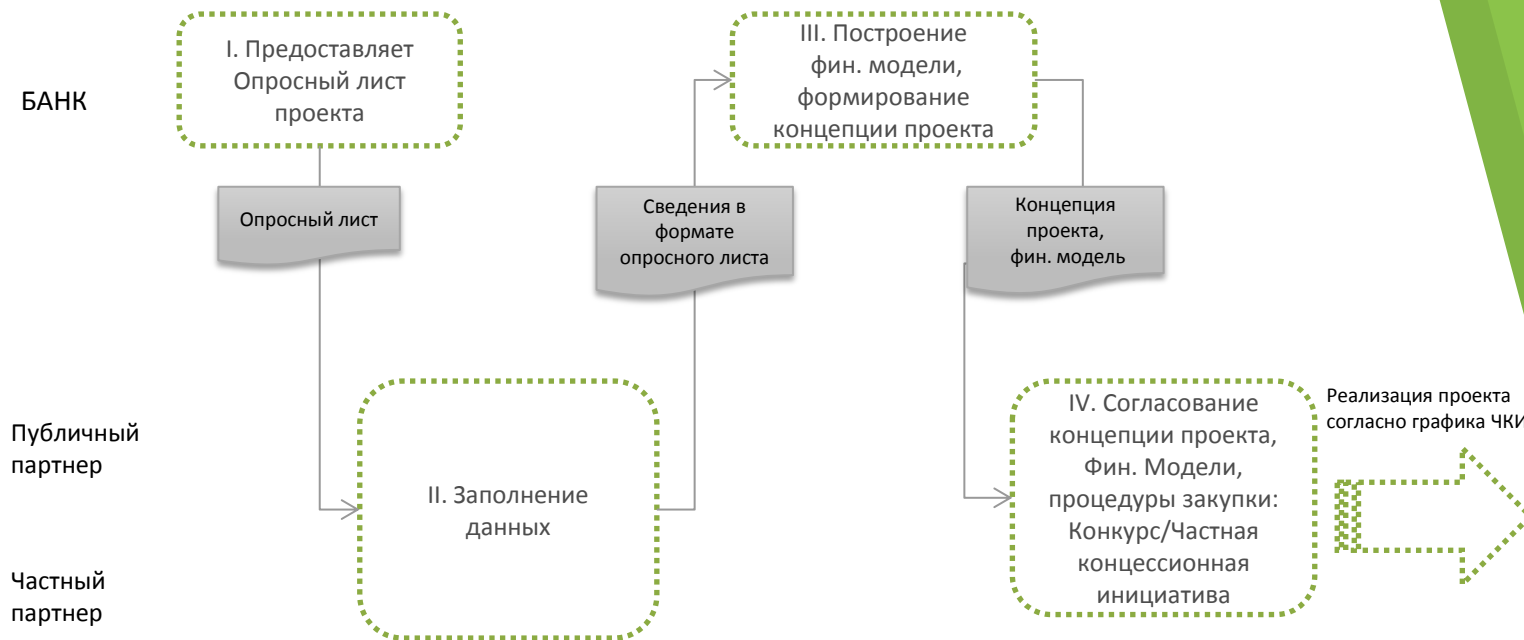 I. Предоставляет
Опросный лист
проекта
III. Построение
фин. модели,
формирование
концепции проекта
БАНК
Опросный лист
Сведения в
формате
опросного листа
Концепция
проекта,
фин. модель
Публичный
партнер
Частный
партнер
II. Заполнение
данных
IV. Согласование
концепции проекта,
Фин. Модели,
процедуры закупки:
Конкурс/Частная
концессионная
инициатива
Реализация проекта
согласно графика ЧКИ